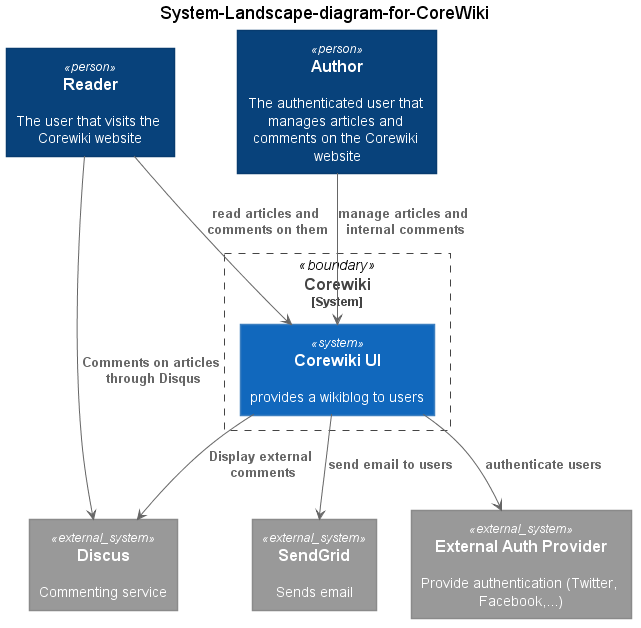 System-Landscape-diagram-for-CoreWiki
«person»
Reader
The user that visits the
Corewiki website
«person»
Author
The authenticated user that
manages articles and
comments on the Corewiki
website
read articles and
comments on them
manage articles and
internal comments
«boundary»
Corewiki
[System]
«system»
Corewiki UI
provides a wikiblog to users
Comments on articles
through Disqus
Display external
comments
send email to users
authenticate users
«external_system»
Discus
Commenting service
«external_system»
SendGrid
Sends email
«external_system»
External Auth Provider
Provide authentication (Twitter,
Facebook,...)